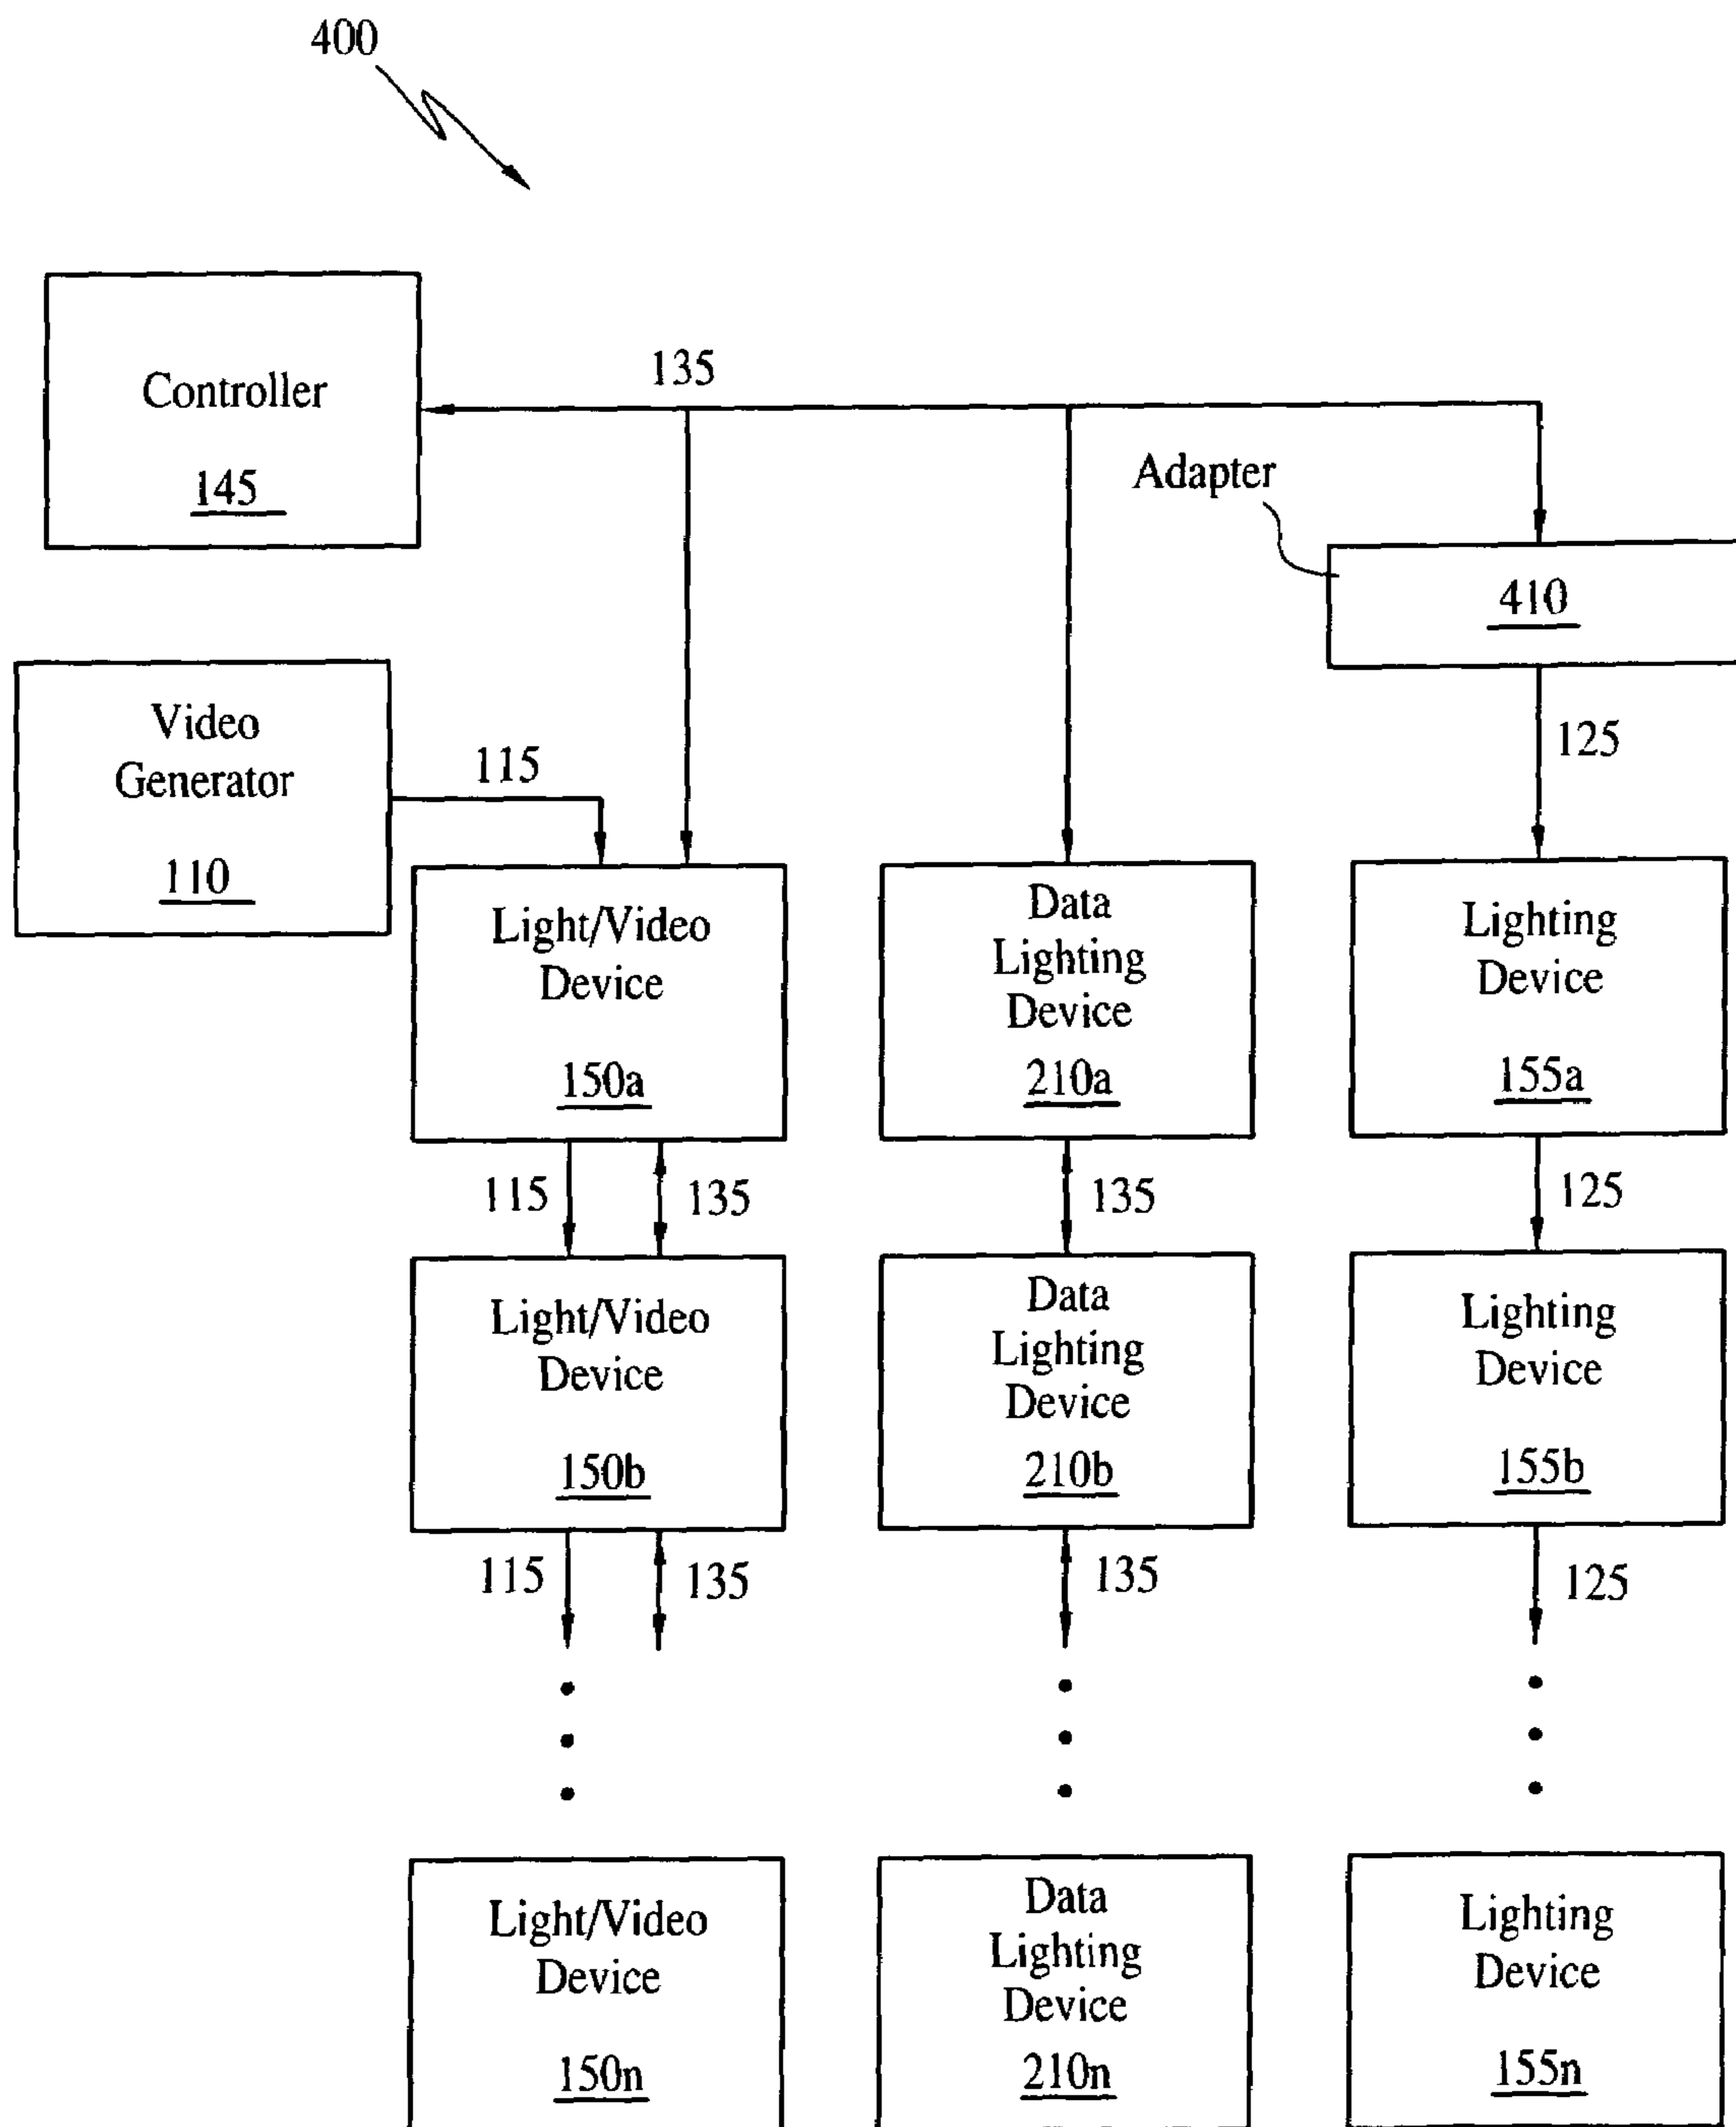 400
Controller
145
135
Adapter
410
125
Video
Generator
110
115
Light/Video
Device
150a
Data
Lighting
Device
210a
Lighting
Device
155a
115
135
135
125
Light/Video
Device
150b
Data
Lighting
Device
210b
Lighting
Device
155b
115
135
135
125
Light/Video
Device
150n
Data
Lighting
Device
210n
Lighting
Device
155n